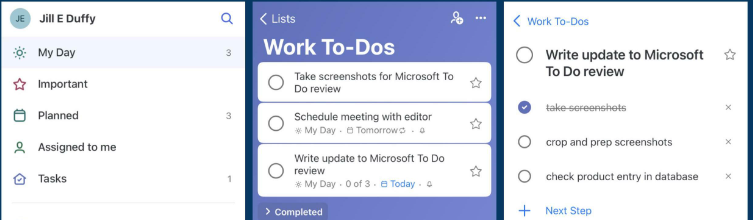 JE Jill E Duffy
My Day 3
Important
Planned 3
Assigned to me
Tasks 1
Lists
Work To-Dos
Take screenshots for Microsoft To
Do review
Schedule meeting with editor
My Day · Tomorrow ·
Write update to Microsoft To Do
review
My Day · 0 of 3 · Today ·
Completed
Work To-Dos
Write update to Microsoft
To Do review
take screenshots
crop and prep screenshots
check product entry in database
Next Step